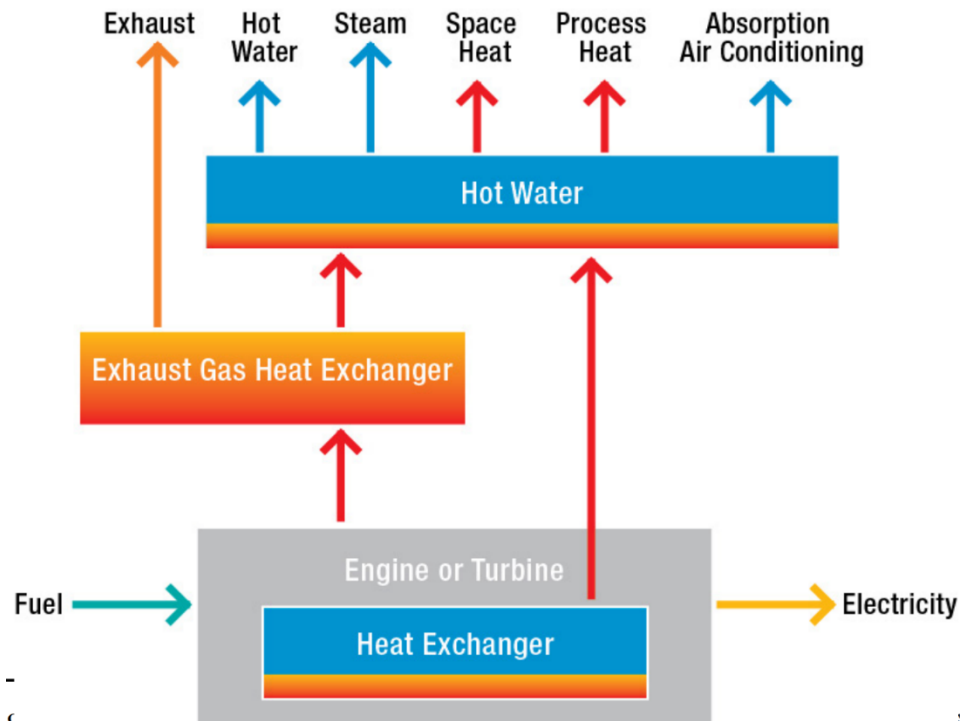 Exhaust
Hot
Water
Steam
Space
Heat
Process
Heat
Absorption
Air Conditioning
Hot Water
Exhaust Gas Heat Exchanger
Engine or Turbine
Fuel
Electricity
Heat Exchanger
-